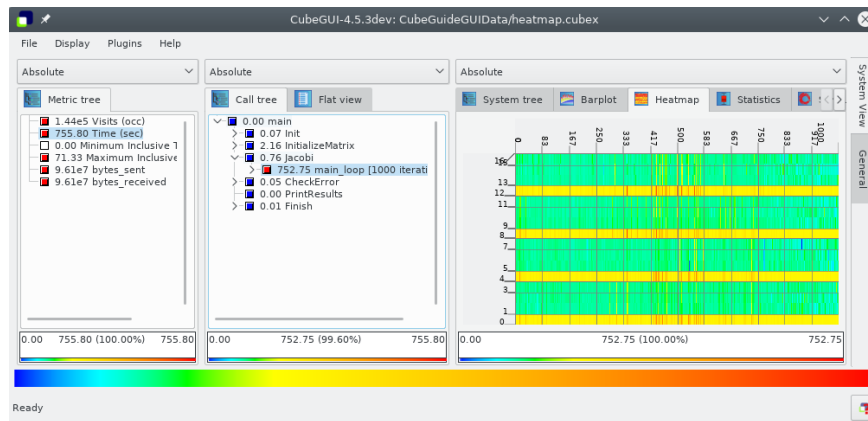 CubeGUI-4.5.3dev: CubeGuideGUIData/heatmap.cubex
File Display Plugins Help
Absolute
Metric tree
1.44e5 Visits (occ)
755.80 Time (sec)
0.00 Minimum Inclusive T
71.33 Maximum Inclusive
9.61e7 bytes_sent
9.61e7 bytes_received
0.00 755.80 (100.00%) 755.80
Absolute
Call tree Flat view
0.00 main
0.07 Init
2.16 InitializeMatrix
0.76 Jacobi
752.75 main_loop [1000 iterati
0.05 CheckError
0.00 PrintResults
0.01 Finish
0.00 752.75 (99.60%) 755.80
Absolute
System tree Barplot Heatmap Statistics
0 83 167 250 333 417 500 583 667 750 833 917 1000
16
13
12
11
9
8
7
5
4
3
1
0
0.00 752.75 (100.00%) 752.75
System View
General
Ready